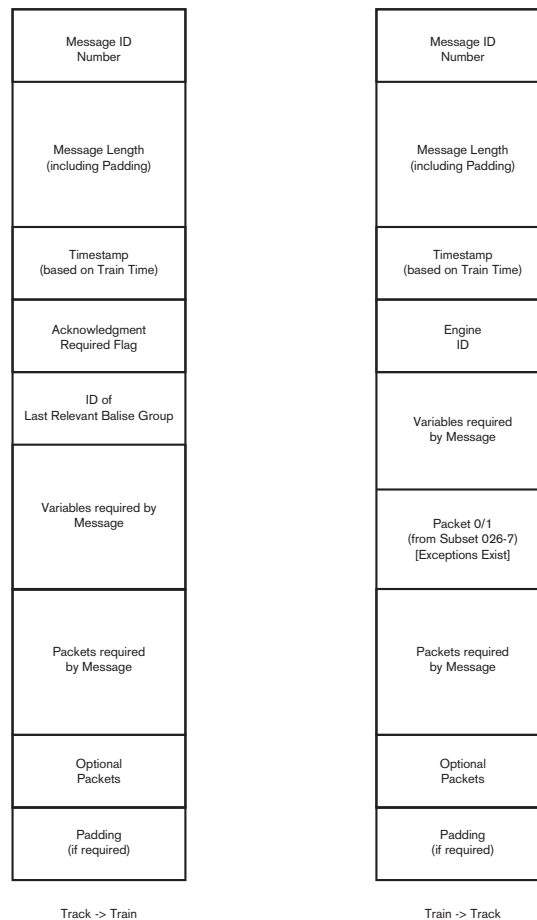 Message ID
Number
Message Length
(including Padding)
Timestamp
(based on Train Time)
Acknowledgment
Required Flag
ID of
Last Relevant Balise Group
Variables required by
Message
Packets required
by Message
Optional
Packets
Padding
(if required)
Track -> Train
Message ID
Number
Message Length
(including Padding)
Timestamp
(based on Train Time)
Engine
ID
Variables required
by Message
Packet 0/1
(from Subset 026-7)
[Exceptions Exist]
Packets required
by Message
Optional
Packets
Padding
(if required)
Train -> Track